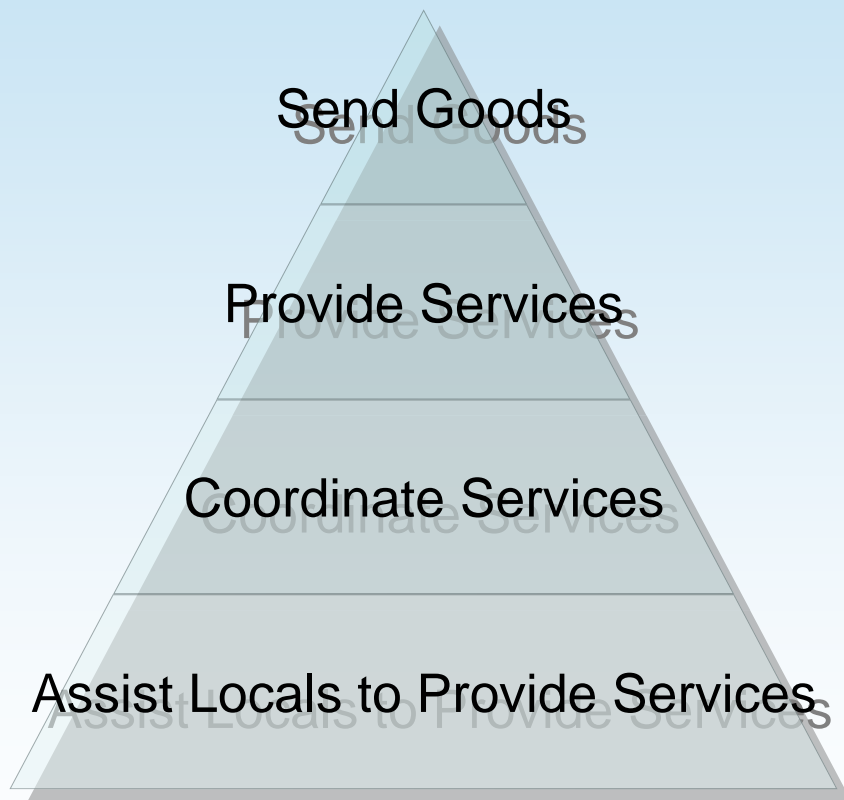 Send Goods
Provide Services
Coordinate Services
Assist Locals to Provide Services